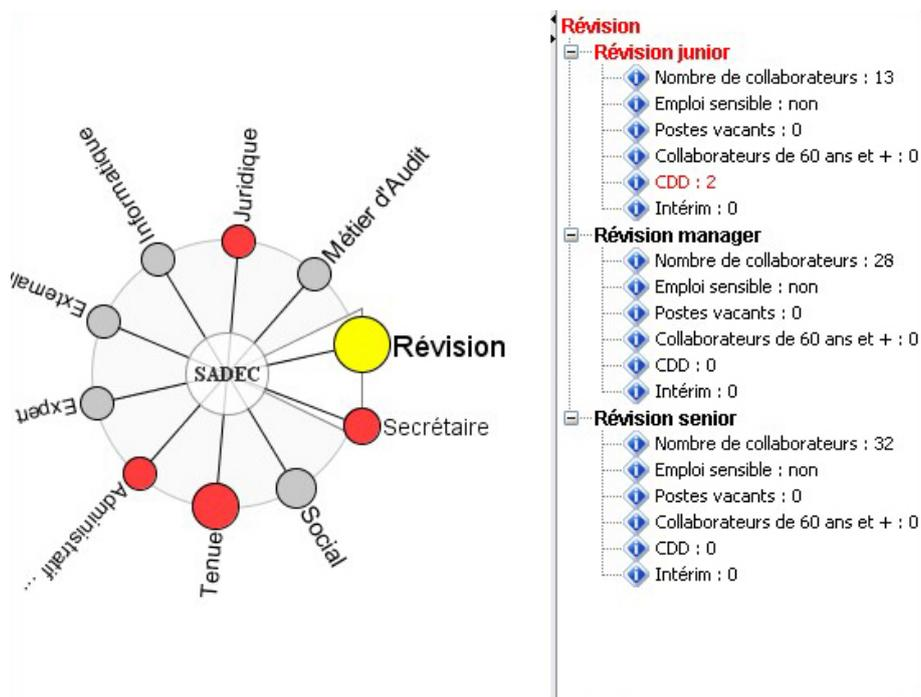 Informatique
Juridique
Métier d'Audit
Externali
Révision
SADEC
Expert
Secrétaire
Administratif ...
Tenue
Social
Révision
Révision junior
Nombre de collaborateurs : 13
Emploi sensible : non
Postes vacants : 0
Collaborateurs de 60 ans et + : 0
CDD : 2
Intérim : 0
Révision manager
Nombre de collaborateurs : 28
Emploi sensible : non
Postes vacants : 0
Collaborateurs de 60 ans et + : 0
CDD : 0
Intérim : 0
Révision senior
Nombre de collaborateurs : 32
Emploi sensible : non
Postes vacants : 0
Collaborateurs de 60 ans et + : 0
CDD : 0
Intérim : 0